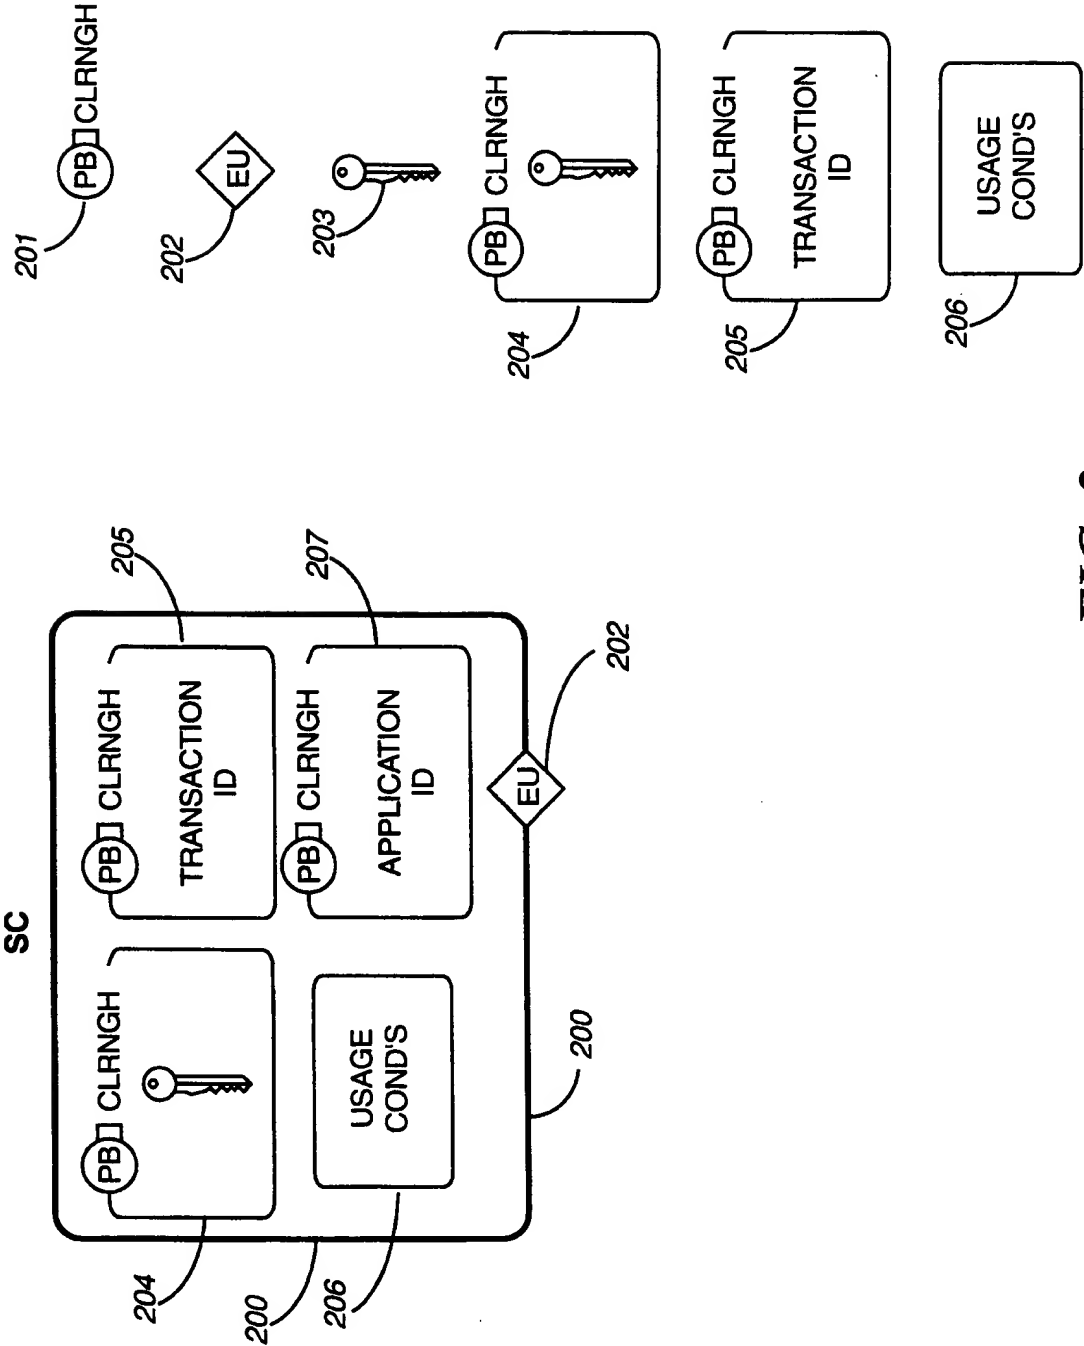 SC
PB CLRNGH
204
PB CLRNGH
TRANSACTION
ID
205
USAGE
COND'S
206
PB CLRNGH
APPLICATION
ID
207
200
200
EU
202
PB CLRNGH
201
EU
202
203
PB CLRNGH
204
PB CLRNGH
TRANSACTION
ID
205
USAGE
COND'S
206